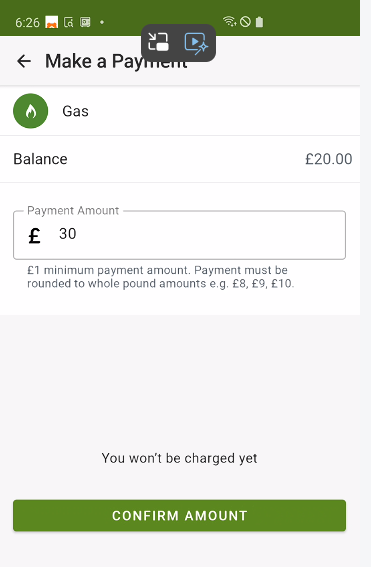 6:26
Make a Payment
Gas
Balance £20.00
Payment Amount
£ 30
£1 minimum payment amount. Payment must be
rounded to whole pound amounts e.g. £8, £9, £10.
You won't be charged yet
CONFIRM AMOUNT